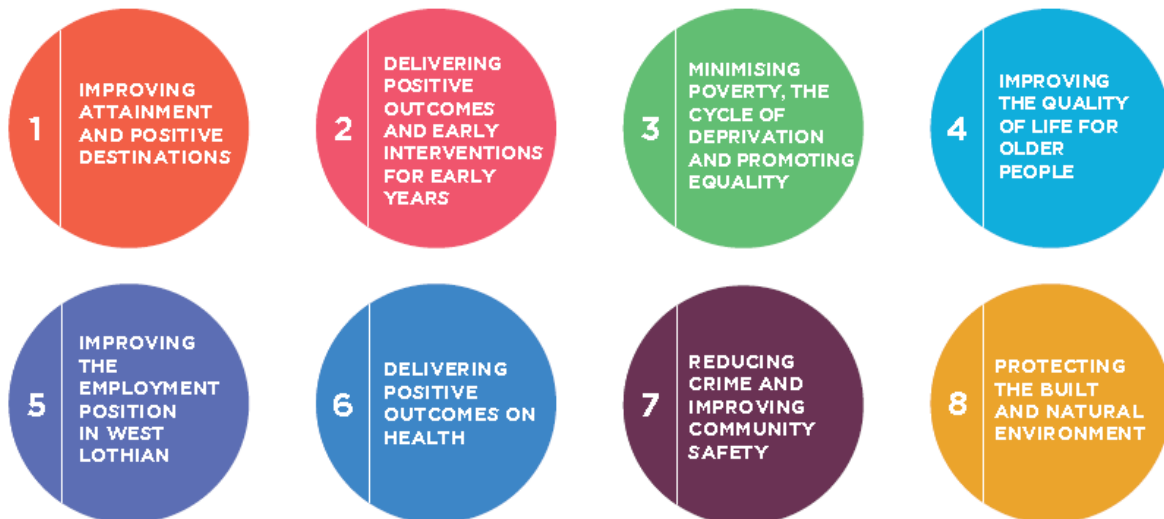 1
IMPROVING
ATTAINMENT
AND POSITIVE
DESTINATIONS
2
DELIVERING
POSITIVE
OUTCOMES
AND EARLY
INTERVENTIONS
FOR EARLY
YEARS
3
MINIMISING
POVERTY, THE
CYCLE OF
DEPRIVATION
AND PROMOTING
EQUALITY
4
IMPROVING
THE QUALITY
OF LIFE FOR
OLDER
PEOPLE
5
IMPROVING
THE
EMPLOYMENT
POSITION
IN WEST
LOTHIAN
6
DELIVERING
POSITIVE
OUTCOMES ON
HEALTH
7
REDUCING
CRIME AND
IMPROVING
COMMUNITY
SAFETY
8
PROTECTING
THE BUILT
AND NATURAL
ENVIRONMENT